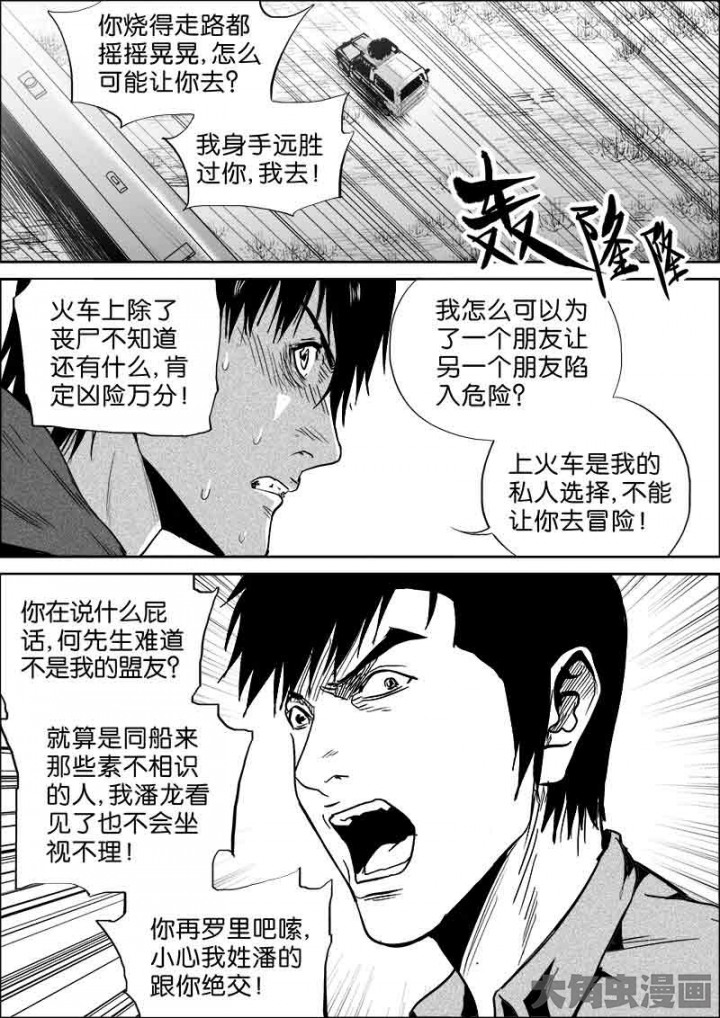 你烧得走路都
摇摇晃晃,怎么
可能让你去?
我身手远胜
过你,我去!
轰隆隆
火车上除了
丧尸不知道
还有什么,肯
定凶险万分!
我怎么可以为
了一个朋友让
另一个朋友陷
入危险?
上火车是我的
私人选择,不能
让你去冒险!
你在说什么屁
话,何先生难道
不是我的盟友?
就算是同船来
那些素不相识
的人,我潘龙看
见了也不会坐
视不理!
你再罗里吧嗦,
小心我姓潘的
跟你绝交!
大角虫漫画